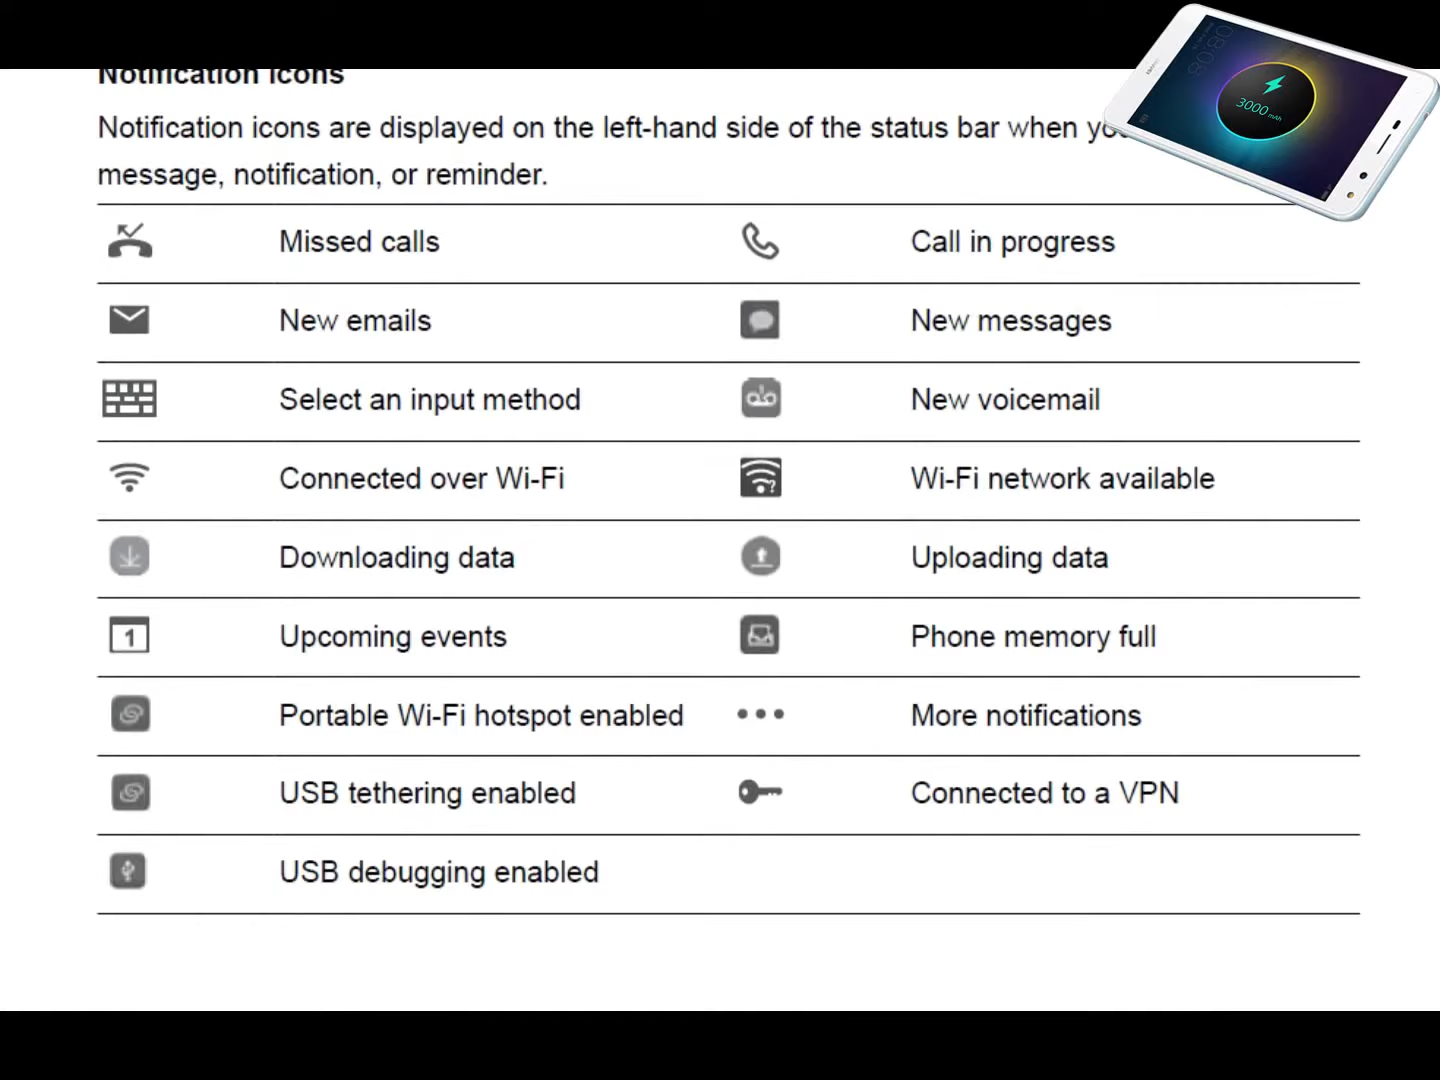 Notification icons
Notification icons are displayed on the left-hand side of the status bar when
message, notification, or reminder.
Missed calls Call in progress
New emails New messages
Select an input method New voicemail
Connected over Wi-Fi Wi-Fi network available
Downloading data Uploading data
1 Upcoming events Phone memory full
Portable Wi-Fi hotspot enabled More notifications
USB tethering enabled Connected to a VPN
USB debugging enabled
08:08
3000 mAh